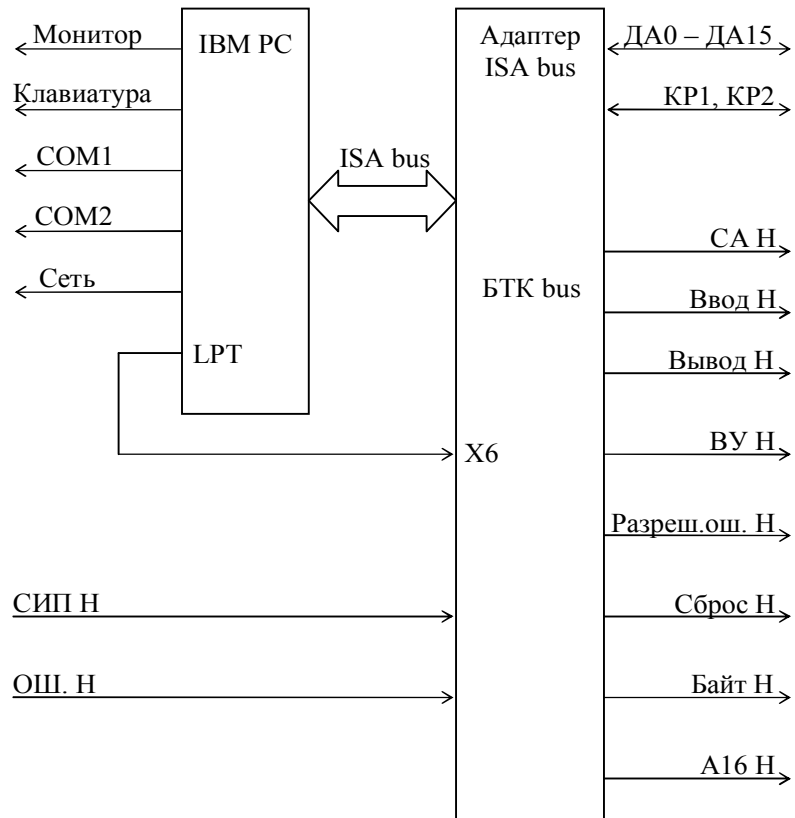 Монитор
Клавиатура
COM1
COM2
Сеть
IBM PC
LPT
ISA bus
Адаптер
ISA bus
БТК bus
X6
СИП Н
ОШ. Н
ДА0 – ДА15
КР1, КР2
СА Н
Ввод Н
Вывод Н
ВУ Н
Разреш.ош. Н
Сброс Н
Байт Н
А16 Н